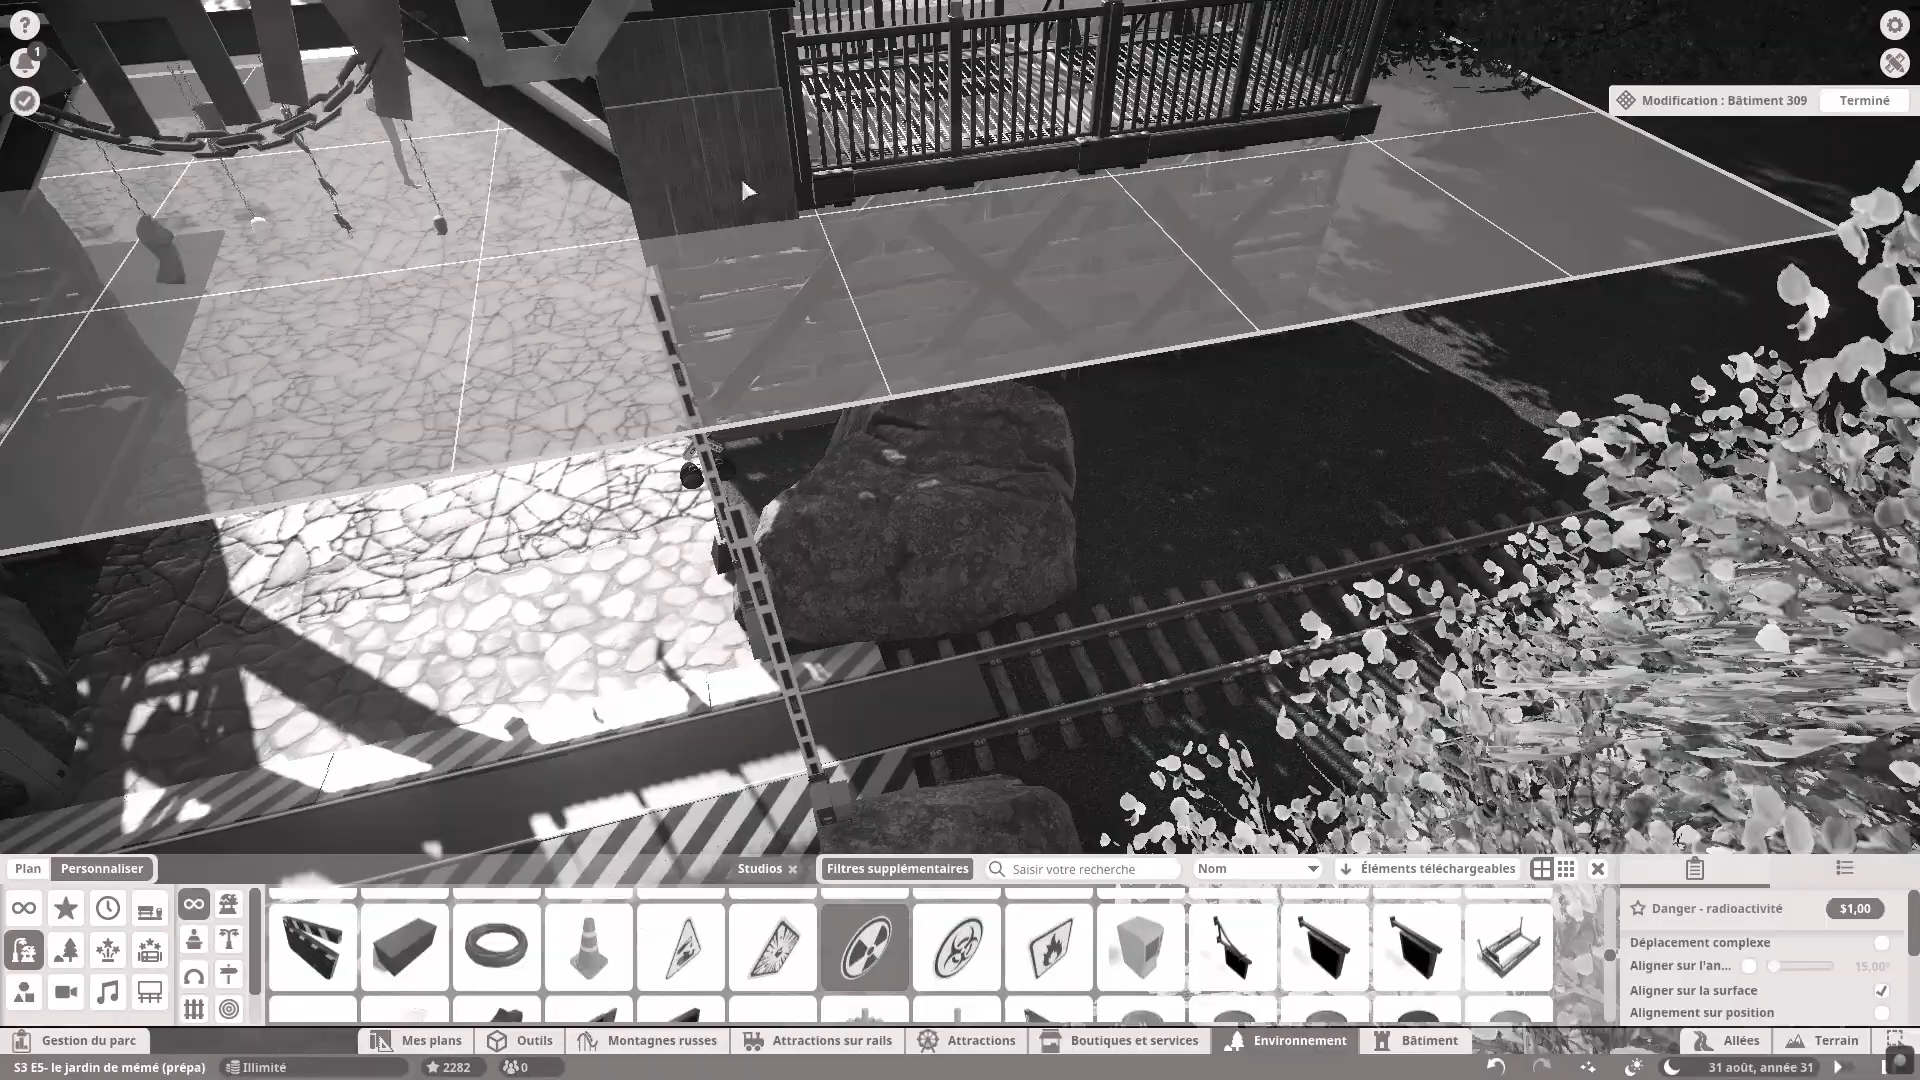 ?
1
Modification : Bâtiment 309
Terminé
Plan
Personnaliser
Studios
Filtres supplémentaires
Saisir votre recherche
Nom
Éléments téléchargeables
Danger - radioactivité
$1,00
Déplacement complexe
Aligner sur l'an...
15,00°
Aligner sur la surface
Alignement sur position
Gestion du parc
Mes plans
Outils
Montagnes russes
Attractions sur rails
Attractions
Boutiques et services
Environnement
Bâtiment
Allées
Terrain
S3 E5- le jardin de mémé (prépa)
Illimité
2282
0
31 août, année 31